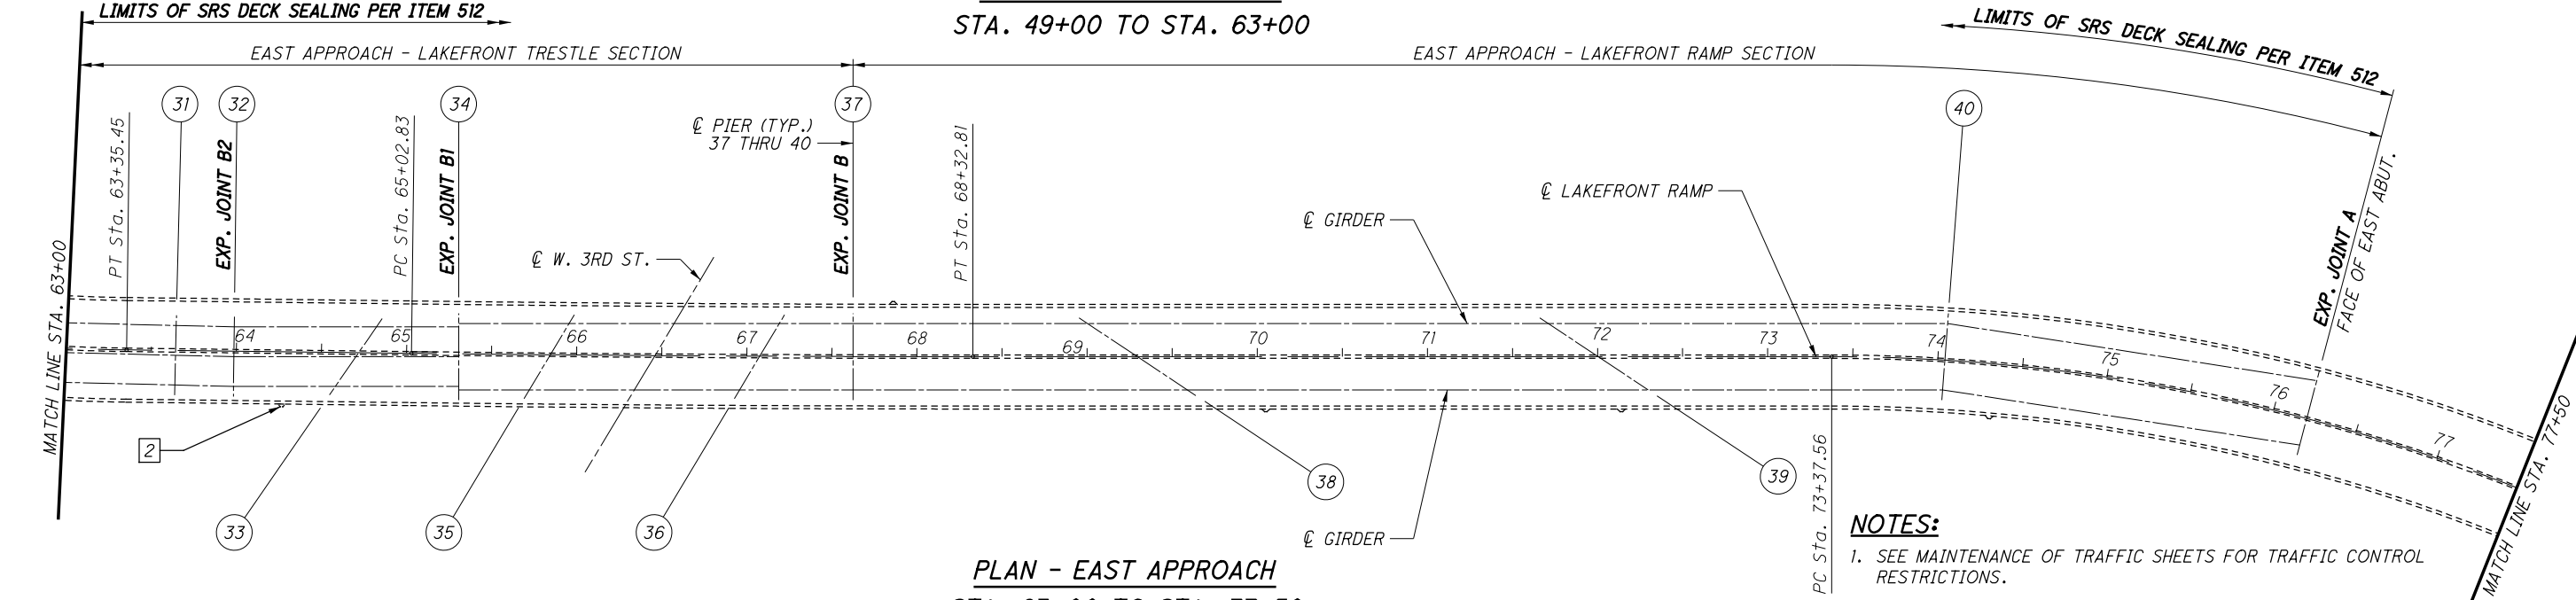 LIMITS OF SRS DECK SEALING PER ITEM 512
STA. 49+00 TO STA. 63+00
LIMITS OF SRS DECK SEALING PER ITEM 512
EAST APPROACH - LAKEFRONT TRESTLE SECTION
EAST APPROACH - LAKEFRONT RAMP SECTION
31
32
34
37
40
PT Sta. 63+35.45
EXP. JOINT B2
PC Sta. 65+02.83
EXP. JOINT B1
℄ PIER (TYP.)
37 THRU 40
EXP. JOINT B
PT Sta. 68+32.81
℄ LAKEFRONT RAMP
℄ GIRDER
℄ W. 3RD ST.
EXP. JOINT A
FACE OF EAST ABUT.
MATCH LINE STA. 63+00
64
65
66
67
68
69
70
71
72
73
74
75
76
77
2
33
35
36
38
39
℄ GIRDER
PC Sta. 73+37.56
MATCH LINE STA. 77+50
NOTES:
1. SEE MAINTENANCE OF TRAFFIC SHEETS FOR TRAFFIC CONTROL
RESTRICTIONS.
PLAN - EAST APPROACH